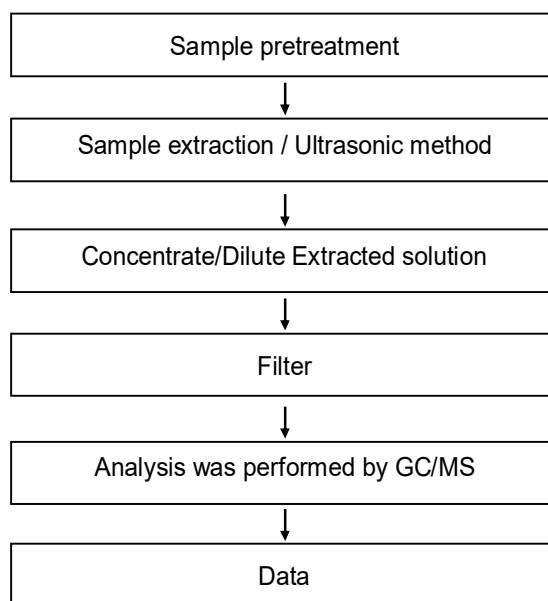 Sample pretreatment
Sample extraction / Ultrasonic method
Concentrate/Dilute Extracted solution
Filter
Analysis was performed by GC/MS
Data